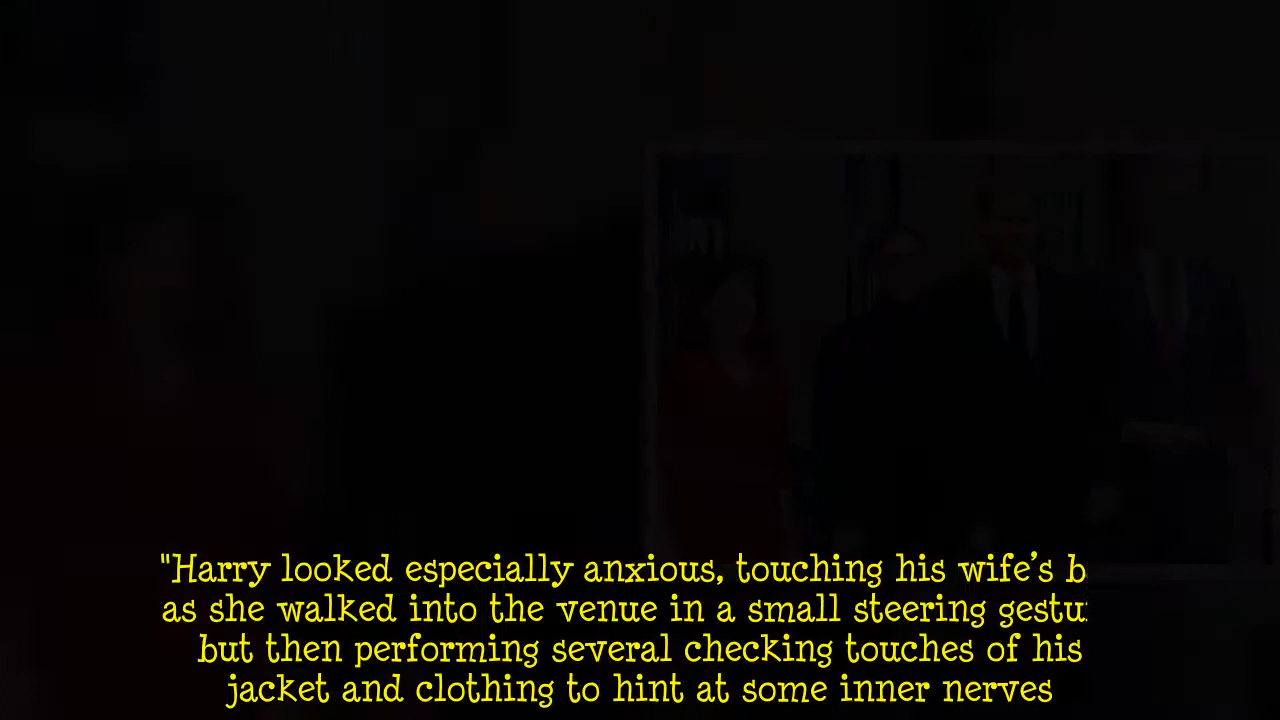 "Harry looked especially anxious, touching his wife’s
as she walked into the venue in a small steering
but then performing several checking touches of his
jacket and clothing to hint at some inner nerves